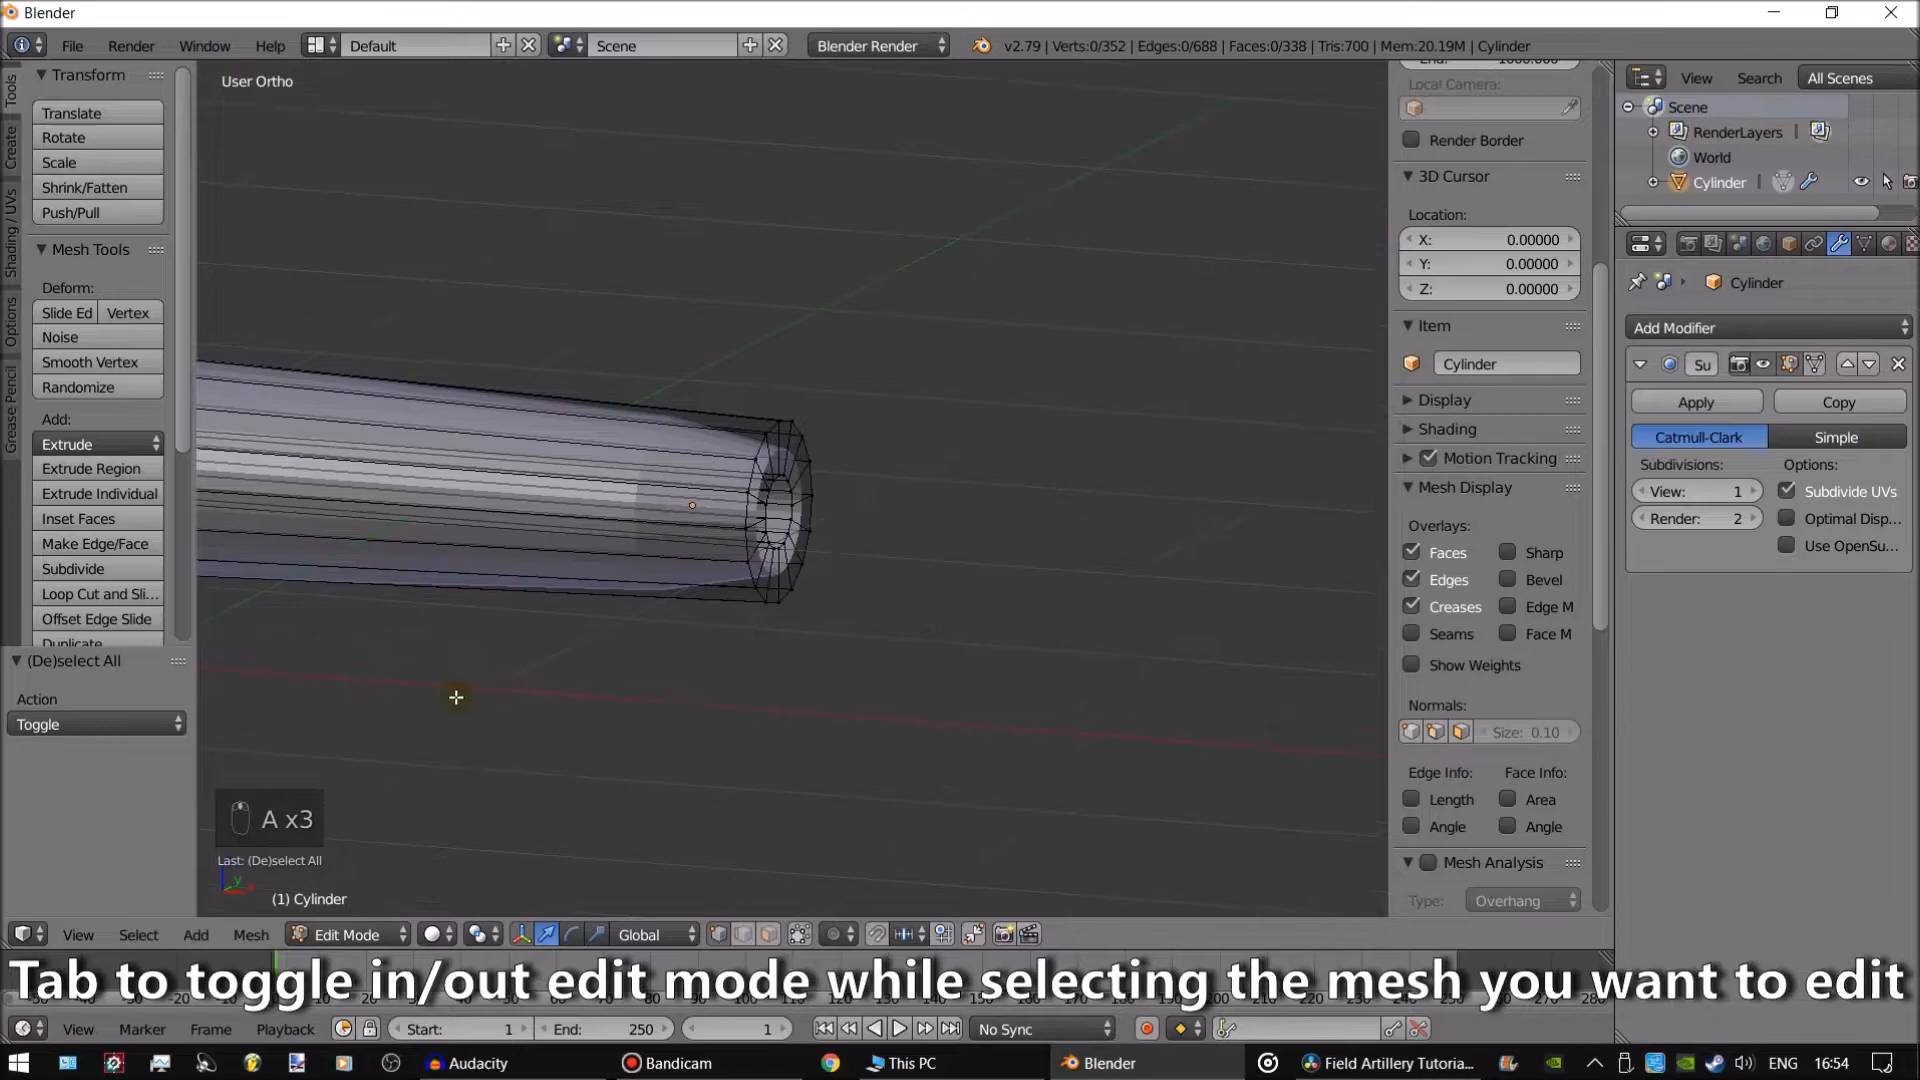 Blender
File Render Window Help Default Scene Blender Render v2.79 | Verts:0/352 | Edges:0/688 | Faces:0/338 | Tris:700 | Mem:20.19M | Cylinder
Tools
Create
Shading / UVs
Options
Grease Pencil
Transform
Translate
Rotate
Scale
Shrink/Fatten
Push/Pull
Mesh Tools
Deform:
Slide Ed Vertex
Noise
Smooth Vertex
Randomize
Add:
Extrude
Extrude Region
Extrude Individual
Inset Faces
Make Edge/Face
Subdivide
Loop Cut and Sli...
Offset Edge Slide
Duplicate
(De)select All
Action
Toggle
User Ortho
A x3
Last: (De)select All
y
(1) Cylinder
Local Camera:
Render Border
3D Cursor
Location:
X: 0.00000
Y: 0.00000
Z: 0.00000
Item
Cylinder
Display
Shading
Motion Tracking
Mesh Display
Overlays:
Faces Sharp
Edges Bevel
Creases Edge M
Seams Face M
Show Weights
Normals:
Size: 0.10
Edge Info: Face Info:
Length Area
Angle Angle
Mesh Analysis
Type: Overhang
View Search All Scenes
Scene
RenderLayers
World
Cylinder
Cylinder
Add Modifier
Su
Apply Copy
Catmull-Clark Simple
Subdivisions: Options:
View: 1 Subdivide UVs
Render: 2 Optimal Disp...
Use OpenSu...
View Select Add Mesh Edit Mode Global
Tab to toggle in/out edit mode while selecting the mesh you want to edit
View Marker Frame Playback Start: 1 End: 250 1 No Sync
Audacity Bandicam This PC Blender Field Artillery Tutoria... ENG 16:54